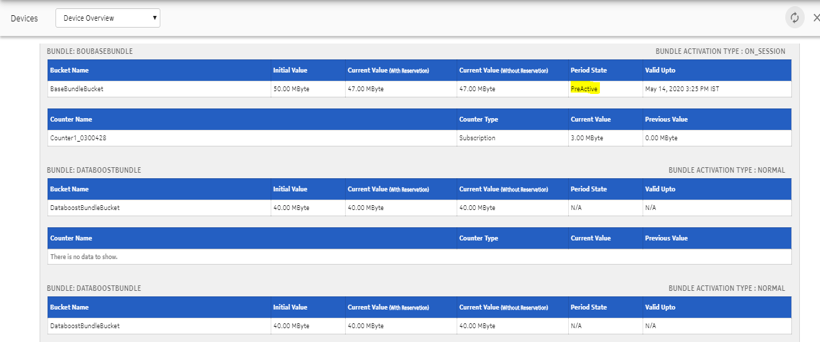 Devices Device Overview
BUNDLE: BOUBASEBUNDLE BUNDLE ACTIVATION TYPE : ON_SESSION
Bucket Name Initial Value Current Value (With Reservation) Current Value (Without Reservation) Period State Valid Upto
BaseBundleBucket 50.00 MByte 47.00 MByte 47.00 MByte PreActive May 14, 2020 3:25 PM IST
Counter Name Counter Type Current Value Previous Value
Counter1_0300428 Subscription 3.00 MByte 0.00 MByte
BUNDLE: DATABOOSTBUNDLE BUNDLE ACTIVATION TYPE : NORMAL
Bucket Name Initial Value Current Value (With Reservation) Current Value (Without Reservation) Period State Valid Upto
DataboostBundleBucket 40.00 MByte 40.00 MByte 40.00 MByte N/A N/A
Counter Name Counter Type Current Value Previous Value
There is no data to show.
BUNDLE: DATABOOSTBUNDLE BUNDLE ACTIVATION TYPE : NORMAL
Bucket Name Initial Value Current Value (With Reservation) Current Value (Without Reservation) Period State Valid Upto
DataboostBundleBucket 40.00 MByte 40.00 MByte 40.00 MByte N/A N/A